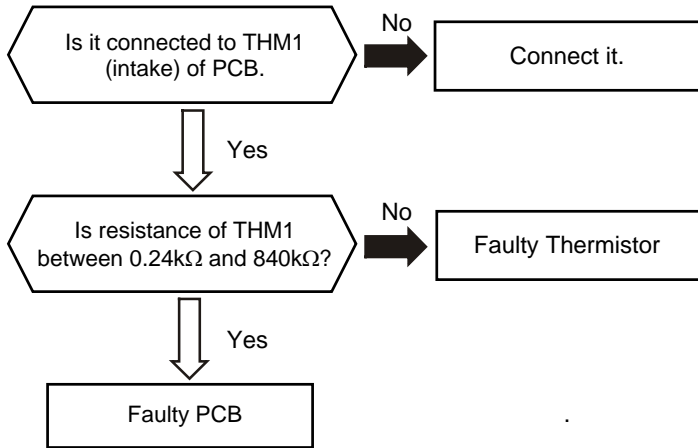 Is it connected to THM1
(intake) of PCB.
No
Connect it.
Yes
Is resistance of THM1
between 0.24kΩ and 840kΩ?
No
Faulty Thermistor
Yes
Faulty PCB
.